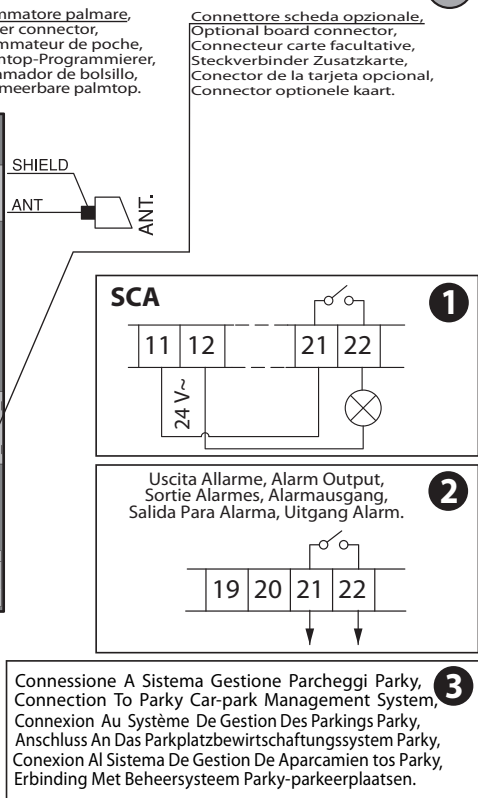 mmatore palmare,
er connector,
mmateur de poche,
ntop-Programmierer,
mador de bolsillo,
meerbare palmtop.
Connettore scheda opzionale,
Optional board connector,
Connecteur carte facultative,
Steckverbinder Zusatzkarte,
Conector de la tarjeta opcional,
Connector optionele kaart.
SHIELD
ANT
ANT.
SCA
1
11 12 21 22
24 V~
Uscita Allarme, Alarm Output,
Sortie Alarmes, Alarmausgang,
Salida Para Alarma, Uitgang Alarm.
2
19 20 21 22
Connessione A Sistema Gestione Parcheggi Parky,
Connection To Parky Car-park Management System,
Connexion Au Système De Gestion Des Parkings Parky,
Anschluss An Das Parkplatzbewirtschaftungssystem Parky,
Conexion Al Sistema De Gestion De Aparcamien tos Parky,
Erbinding Met Beheersysteem Parky-parkeerplaatsen.
3